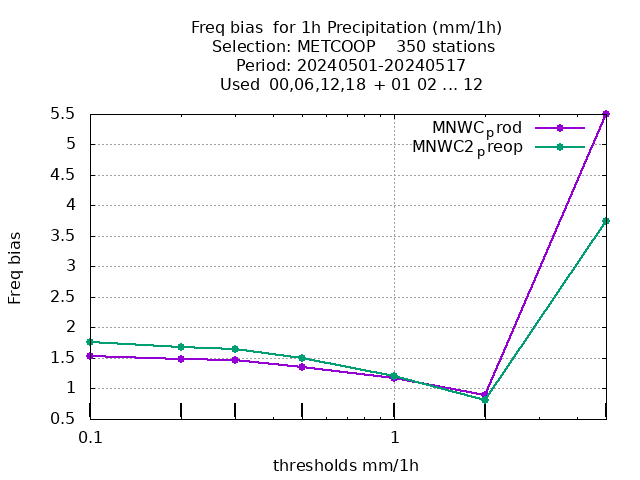 Freq bias  for 1h Precipitation (mm/1h)
Selection: METCOOP    350 stations
Period: 20240501-20240517
Used  00,06,12,18  + 01 02 ... 12
MNWCprod
MNWC2preop
5.5
5
4.5
4
3.5
3
2.5
2
1.5
1
0.5
Freq bias
0.1
1
thresholds mm/1h